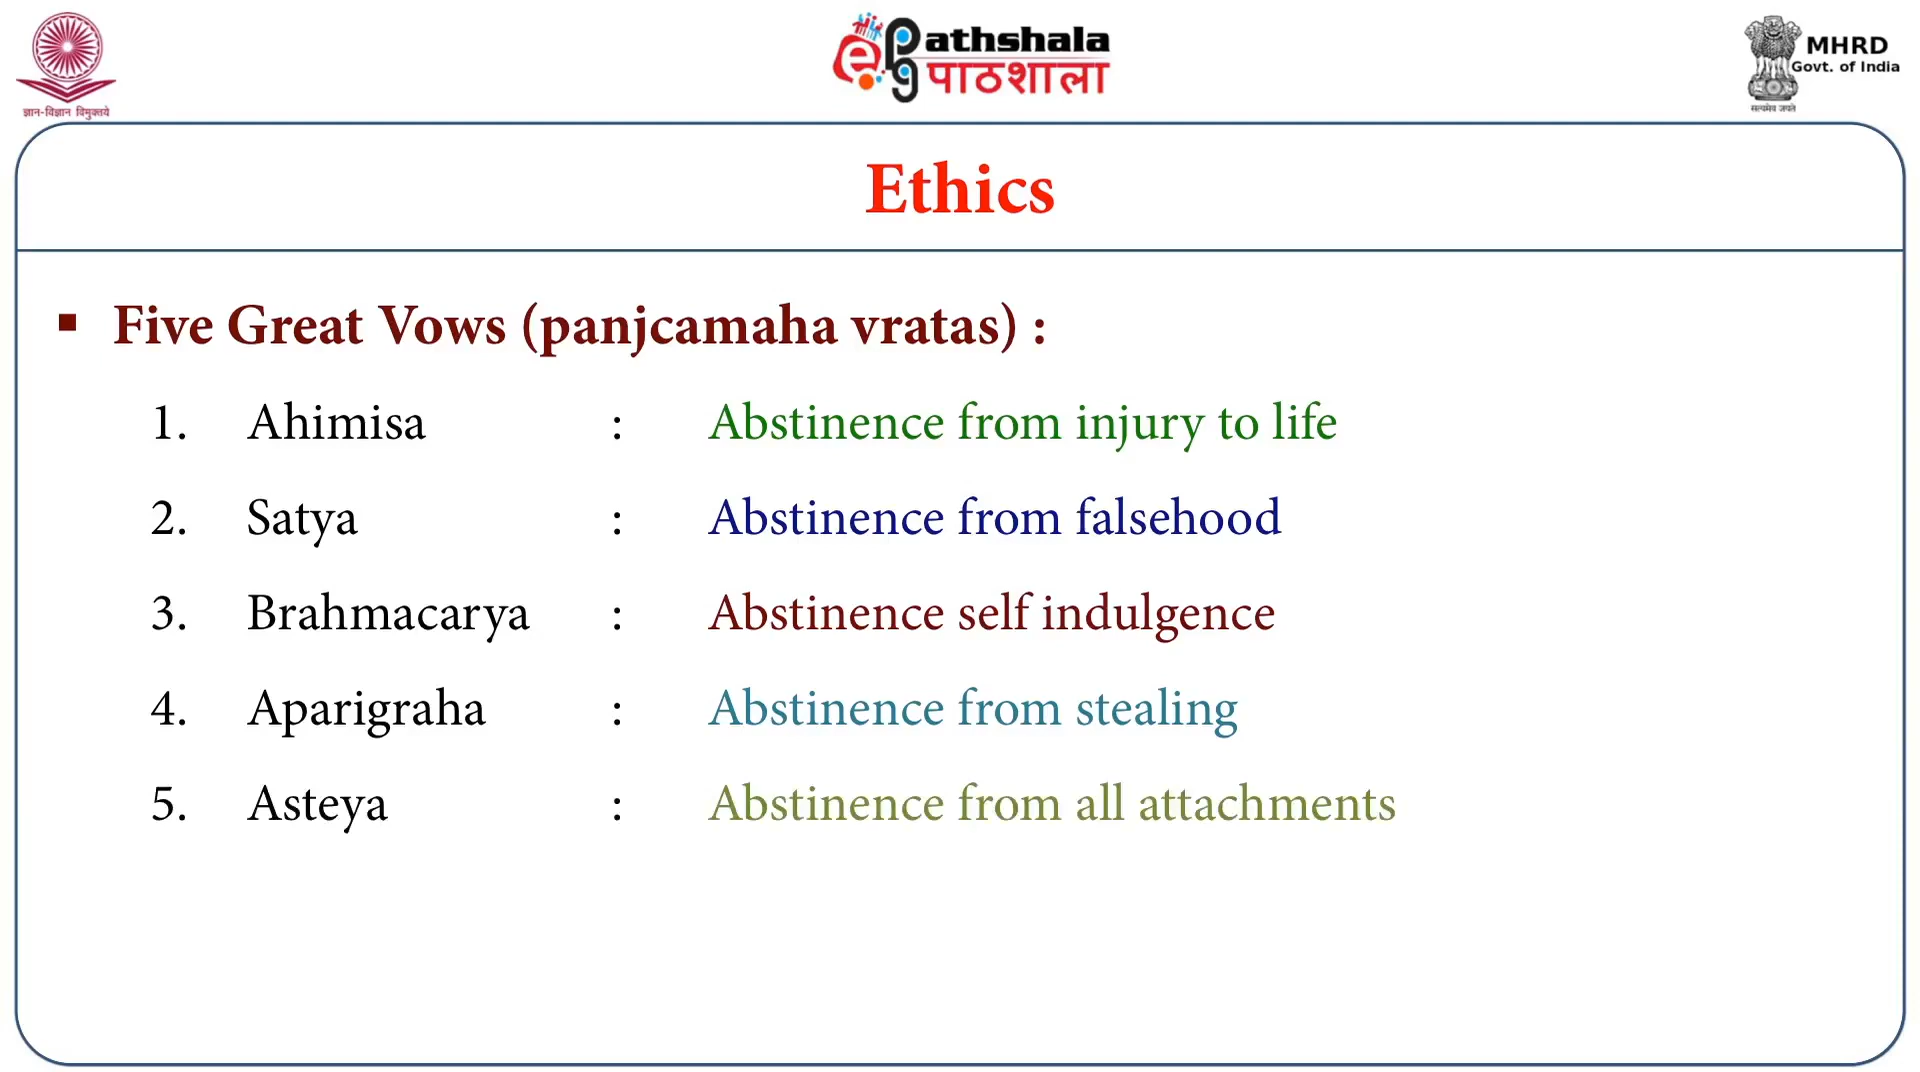 ज्ञान-विज्ञान विमुक्तये
ePG Pathshala
पाठशाला
MHRD
Govt. of India
सत्यमेव जयते
Ethics
▪ Five Great Vows (panjcamaha vratas) :
1. Ahimisa : Abstinence from injury to life
2. Satya : Abstinence from falsehood
3. Brahmacarya : Abstinence self indulgence
4. Aparigraha : Abstinence from stealing
5. Asteya : Abstinence from all attachments